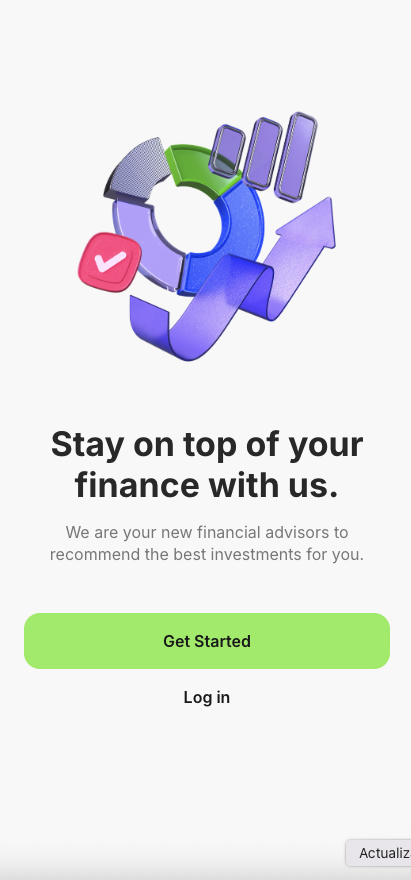 Stay on top of your
finance with us.
We are your new financial advisors to
recommend the best investments for you.
Get Started
Log in
Actualiz